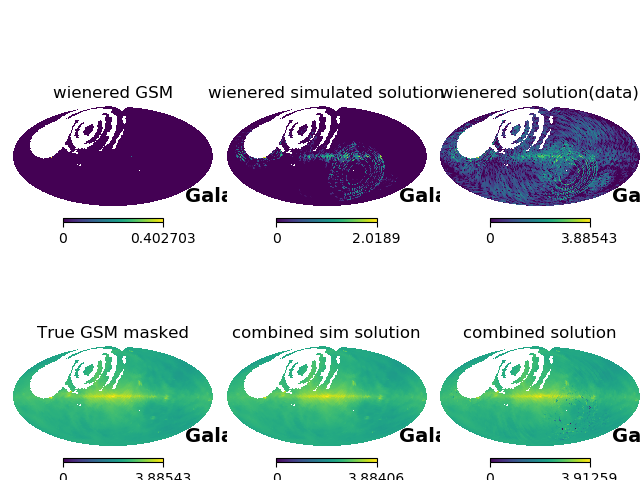 wienered GSM
wienered simulated solution
wienered solution(data)
Gala
Gala
Ga
0 0.402703
0 2.0189
0 3.88543
True GSM masked
combined sim solution
combined solution
Gala
Gala
Ga
0 3.88543
0 3.88406
0 3.91259